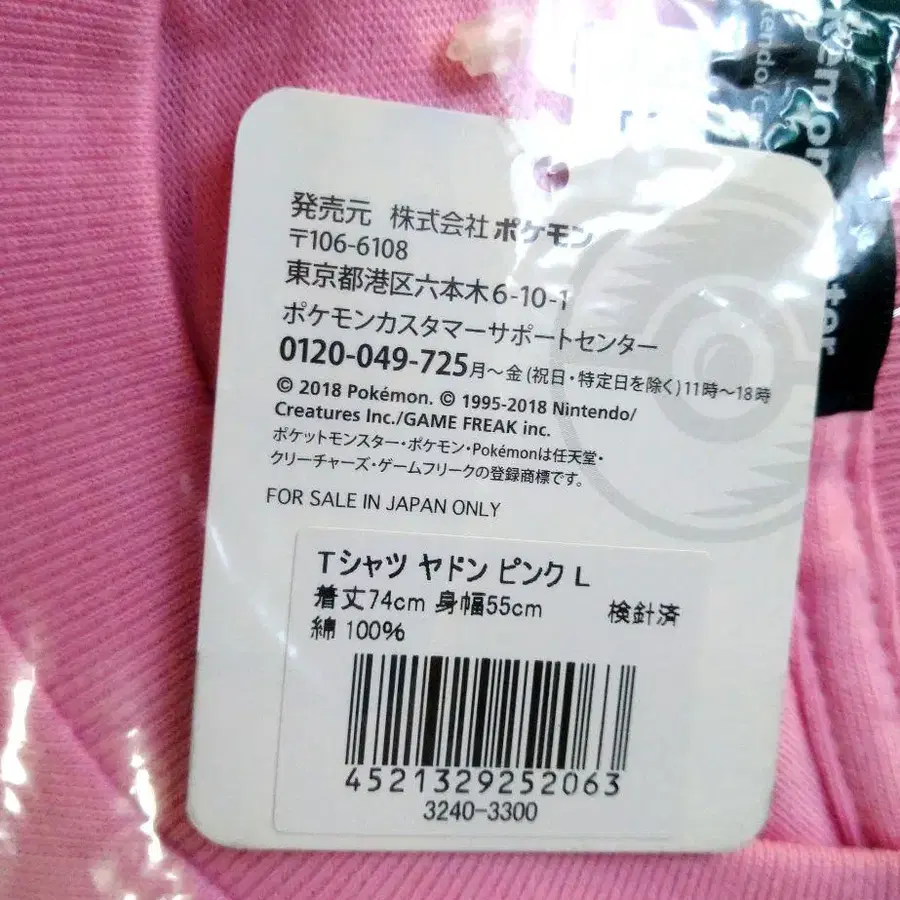 発売元 株式会社ポケモン
〒106-6108
東京都港区六本木6-10-1
ポケモンカスタマーサポートセンター
0120-049-725月～金(祝日・特定日を除く)11時～18時
© 2018 Pokémon. © 1995-2018 Nintendo/
Creatures Inc./GAME FREAK inc.
ポケットモンスター・ポケモン・Pokémonは任天堂・
クリーチャーズ・ゲームフリークの登録商標です。
FOR SALE IN JAPAN ONLY
Tシャツ ヤドン ピンク L
着丈74cm 身幅55cm 検針済
綿 100%
4521329252063
3240-3300